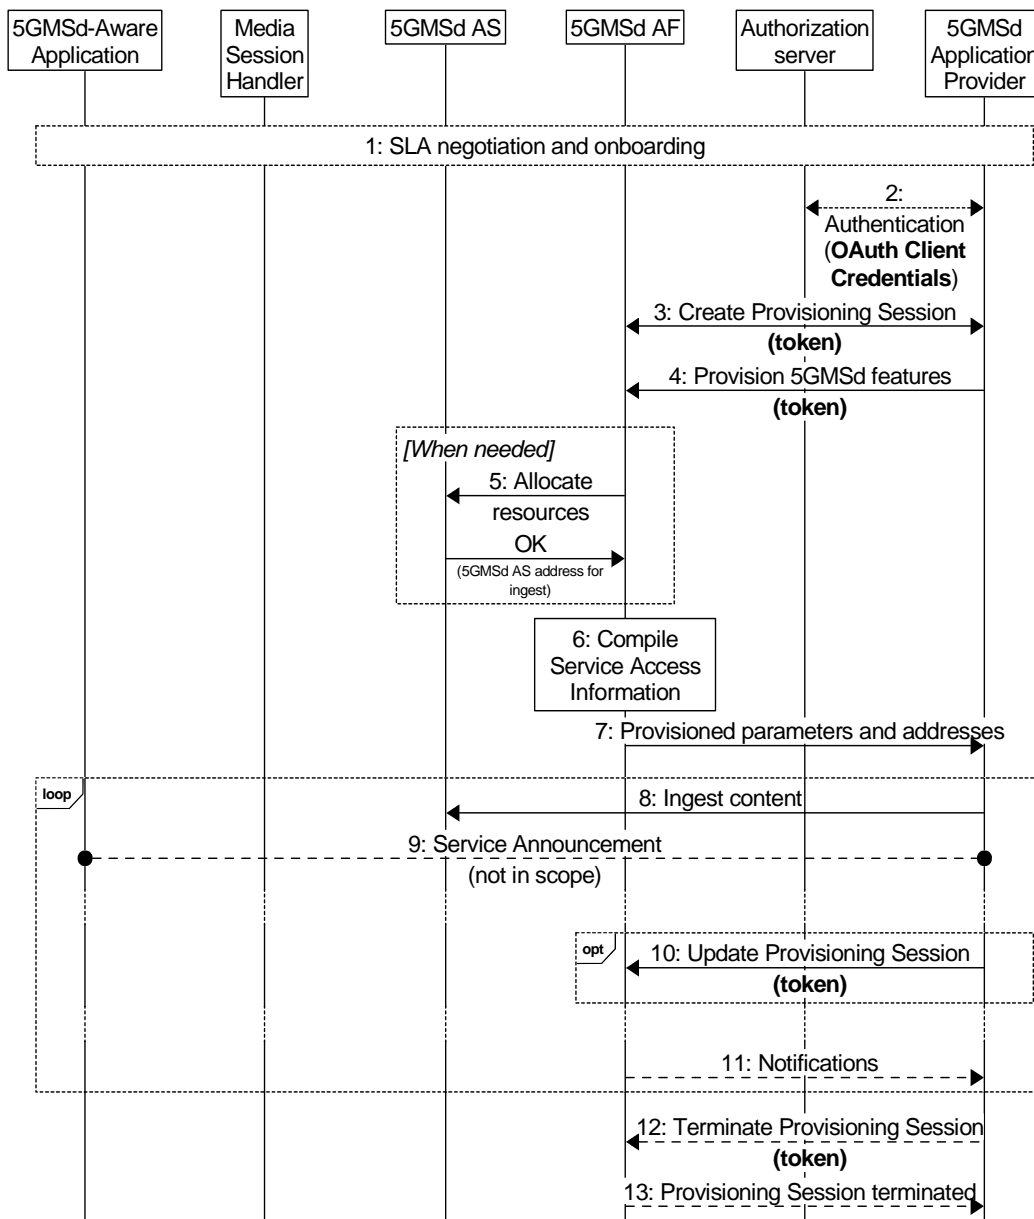 5GMSd-Aware
Application
Media
Session
Handler
5GMSd AS
5GMSd AF
Authorization
server
5GMSd
Application
Provider
1: SLA negotiation and onboarding
2:
Authentication
(OAuth Client
Credentials)
3: Create Provisioning Session
(token)
4: Provision 5GMSd features
(token)
[When needed]
5: Allocate
resources
OK
(5GMSd AS address for
ingest)
6: Compile
Service Access
Information
7: Provisioned parameters and addresses
loop
8: Ingest content
9: Service Announcement
(not in scope)
opt
10: Update Provisioning Session
(token)
11: Notifications
12: Terminate Provisioning Session
(token)
13: Provisioning Session terminated